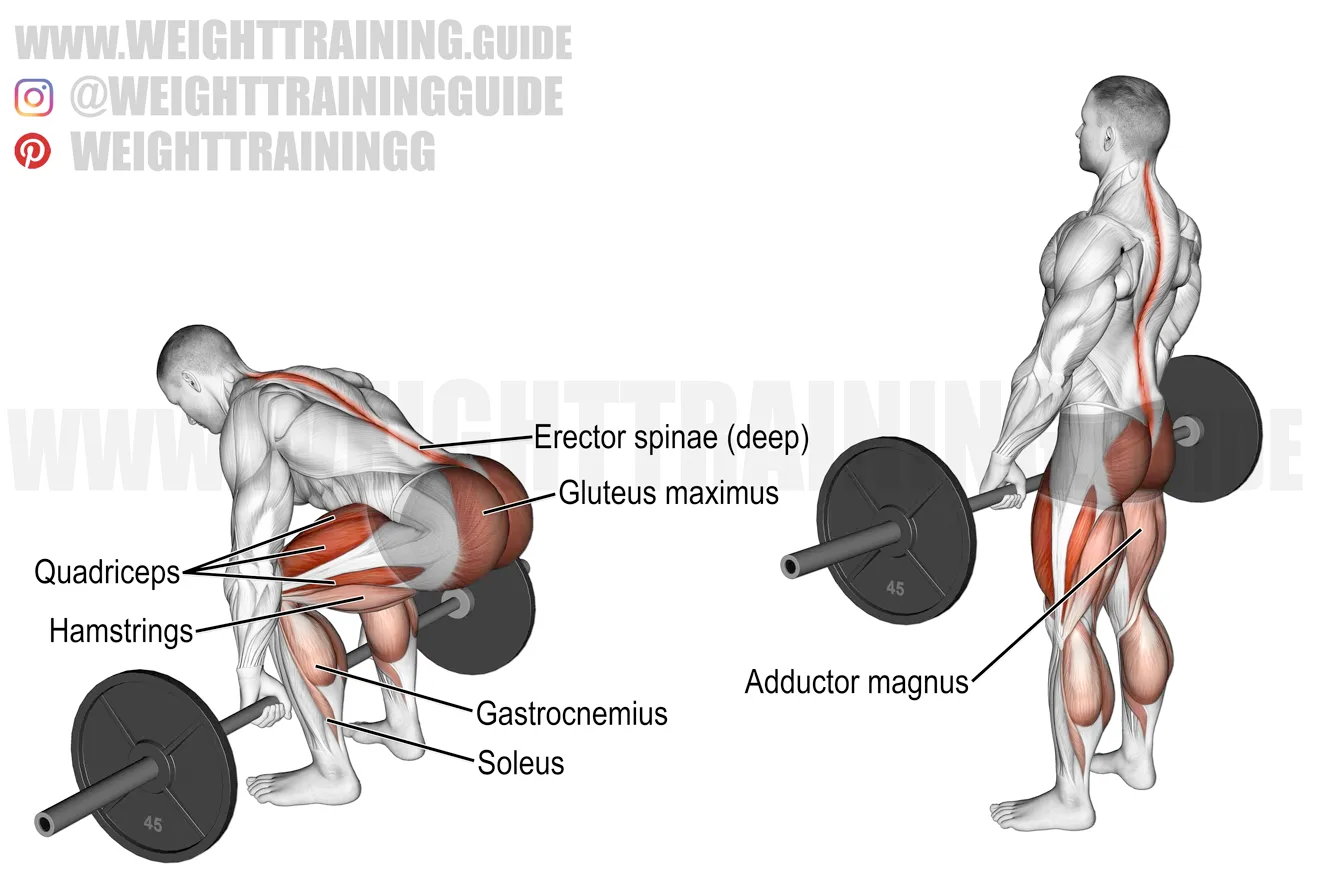 WWW.WEIGHTTRAINING.GUIDE
@WEIGHTTRAININGGUIDE
WEIGHTTRAININGG
WWW.WEIGHTTRAINING.GUIDE
Erector spinae (deep)
Gluteus maximus
Quadriceps
Hamstrings
45
Adductor magnus
Gastrocnemius
Soleus
45